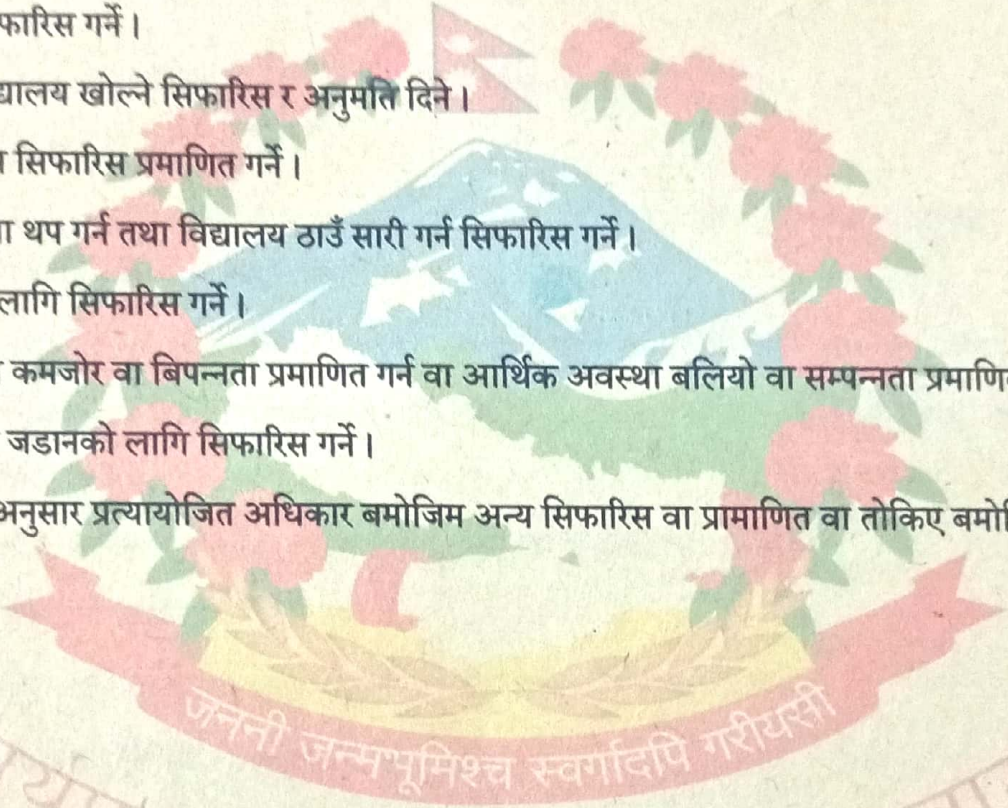 फारिस गर्ने।
द्यालय खोल्ने सिफारिस र अनुमति दिने।
ा सिफारिस प्रमाणित गर्ने।
ा थप गर्न तथा विद्यालय ठाउँ सारी गर्न सिफारिस गर्ने।
लागि सिफारिस गर्ने।
कमजोर वा बिपन्नता प्रमाणित गर्न वा आर्थिक अवस्था बलियो वा सम्पन्नता प्रमाणि
जडानको लागि सिफारिस गर्ने।
अनुसार प्रत्यायोजित अधिकार बमोजिम अन्य सिफारिस वा प्रामाणित वा तोकिए बमो
जननी जन्मभूमिश्च स्वर्गादपि गरीयसी